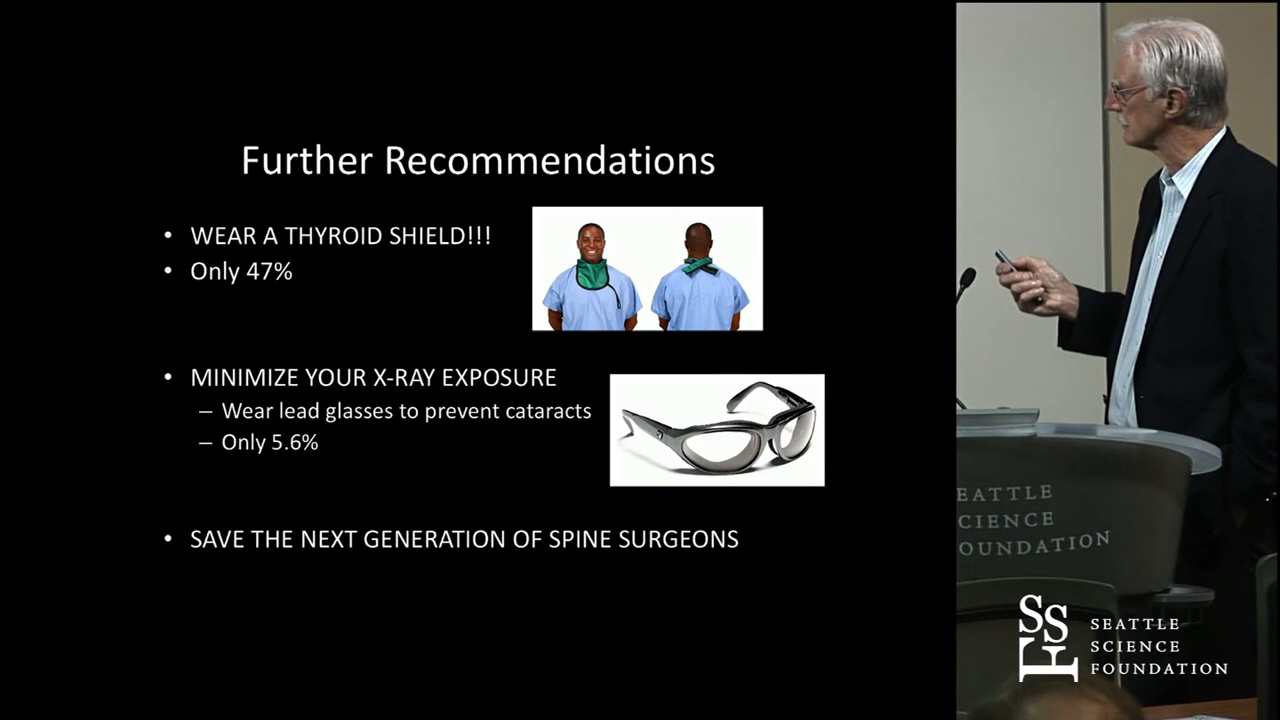 Further Recommendations
• WEAR A THYROID SHIELD!!!
• Only 47%
• MINIMIZE YOUR X-RAY EXPOSURE
– Wear lead glasses to prevent cataracts
– Only 5.6%
• SAVE THE NEXT GENERATION OF SPINE SURGEONS
EATTLE
CIENCE
OUNDATION
SSF
SEATTLE
SCIENCE
FOUNDATION